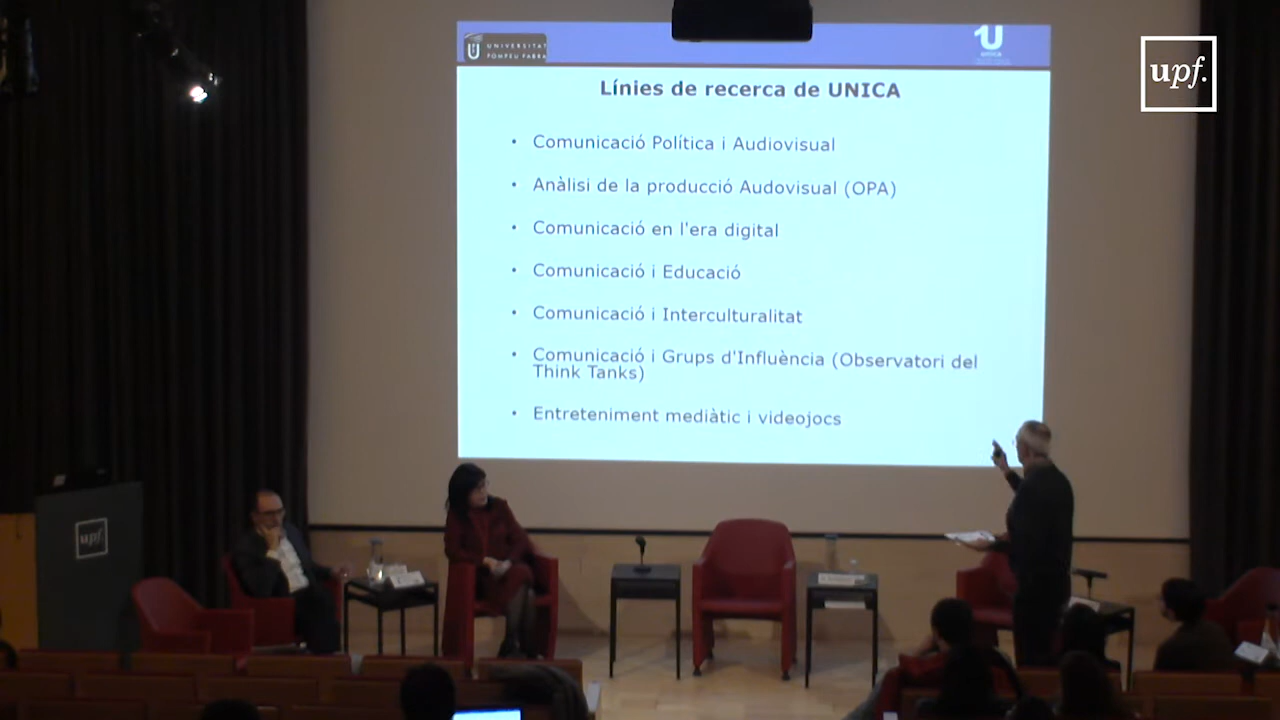 UNIVERSITAT
POMPEU FABRA
U
upf.
Línies de recerca de UNICA
• Comunicació Política i Audiovisual
• Anàlisi de la producció Audovisual (OPA)
• Comunicació en l'era digital
• Comunicació i Educació
• Comunicació i Interculturalitat
• Comunicació i Grups d'Influència (Observatori del
Think Tanks)
• Entreteniment mediàtic i videojocs
upf.